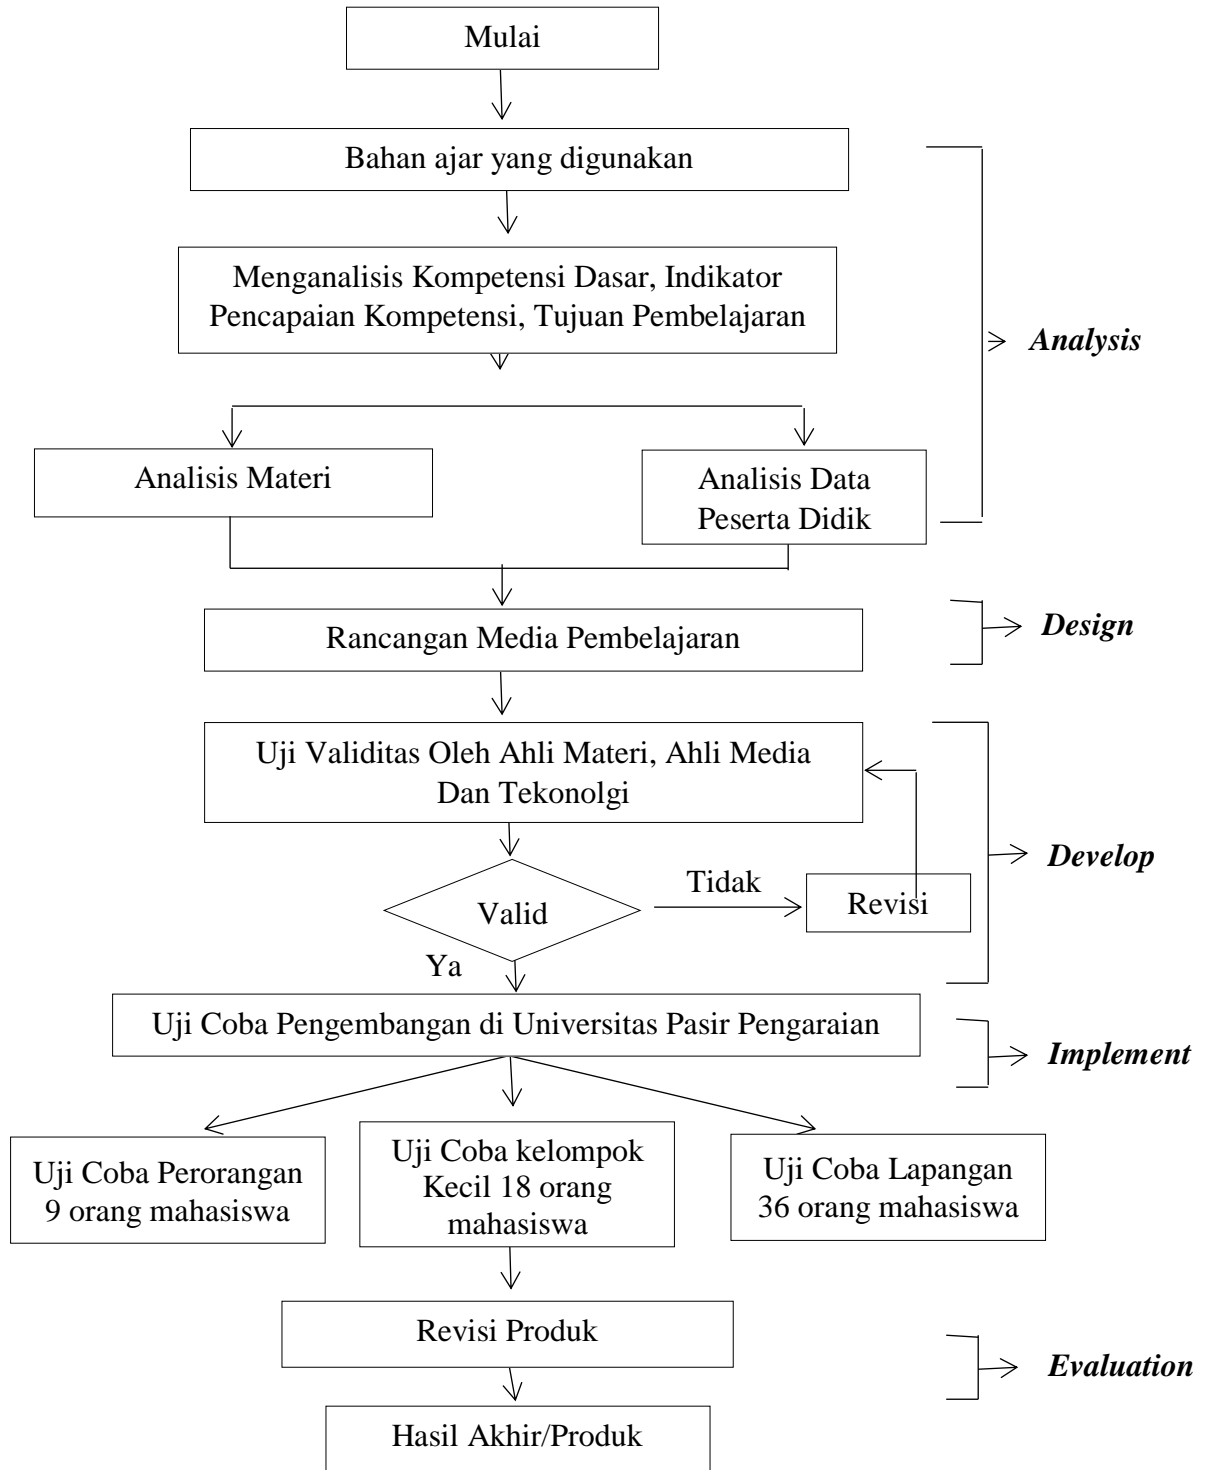 Mulai
Bahan ajar yang digunakan
Menganalisis Kompetensi Dasar, Indikator
Pencapaian Kompetensi, Tujuan Pembelajaran
Analysis
Analisis Materi
Analisis Data
Peserta Didik
Rancangan Media Pembelajaran
Design
Uji Validitas Oleh Ahli Materi, Ahli Media
Dan Tekonolgi
Develop
Valid
Tidak
Revisi
Ya
Uji Coba Pengembangan di Universitas Pasir Pengaraian
Implement
Uji Coba Perorangan
9 orang mahasiswa
Uji Coba kelompok
Kecil 18 orang
mahasiswa
Uji Coba Lapangan
36 orang mahasiswa
Revisi Produk
Evaluation
Hasil Akhir/Produk